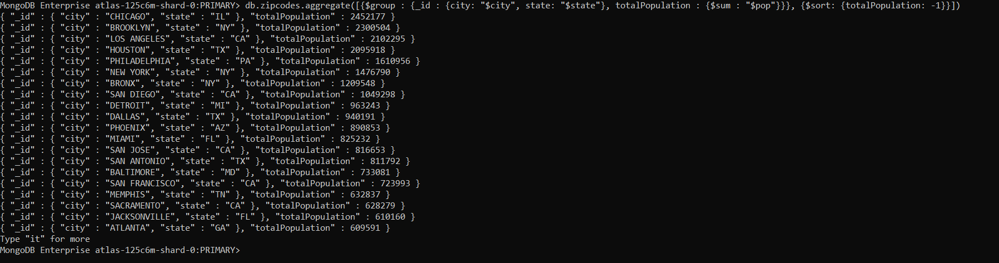 MongoDB Enterprise atlas-125c6m-shard-0:PRIMARY> db.zipcodes.aggregate([{$group : {_id : {city: "$city", state: "$state"}, totalPopulation : {$sum : "$pop"}}}, {$sort: {totalPopulation: -1}}])
{ "_id" : { "city" : "CHICAGO", "state" : "IL" }, "totalPopulation" : 2452177 }
{ "_id" : { "city" : "BROOKLYN", "state" : "NY" }, "totalPopulation" : 2300504 }
{ "_id" : { "city" : "LOS ANGELES", "state" : "CA" }, "totalPopulation" : 2102295 }
{ "_id" : { "city" : "HOUSTON", "state" : "TX" }, "totalPopulation" : 2095918 }
{ "_id" : { "city" : "PHILADELPHIA", "state" : "PA" }, "totalPopulation" : 1610956 }
{ "_id" : { "city" : "NEW YORK", "state" : "NY" }, "totalPopulation" : 1476790 }
{ "_id" : { "city" : "BRONX", "state" : "NY" }, "totalPopulation" : 1209548 }
{ "_id" : { "city" : "SAN DIEGO", "state" : "CA" }, "totalPopulation" : 1049298 }
{ "_id" : { "city" : "DETROIT", "state" : "MI" }, "totalPopulation" : 963243 }
{ "_id" : { "city" : "DALLAS", "state" : "TX" }, "totalPopulation" : 940191 }
{ "_id" : { "city" : "PHOENIX", "state" : "AZ" }, "totalPopulation" : 890853 }
{ "_id" : { "city" : "MIAMI", "state" : "FL" }, "totalPopulation" : 825232 }
{ "_id" : { "city" : "SAN JOSE", "state" : "CA" }, "totalPopulation" : 816653 }
{ "_id" : { "city" : "SAN ANTONIO", "state" : "TX" }, "totalPopulation" : 811792 }
{ "_id" : { "city" : "BALTIMORE", "state" : "MD" }, "totalPopulation" : 733081 }
{ "_id" : { "city" : "SAN FRANCISCO", "state" : "CA" }, "totalPopulation" : 723993 }
{ "_id" : { "city" : "MEMPHIS", "state" : "TN" }, "totalPopulation" : 632837 }
{ "_id" : { "city" : "SACRAMENTO", "state" : "CA" }, "totalPopulation" : 628279 }
{ "_id" : { "city" : "JACKSONVILLE", "state" : "FL" }, "totalPopulation" : 610160 }
{ "_id" : { "city" : "ATLANTA", "state" : "GA" }, "totalPopulation" : 609591 }
Type "it" for more
MongoDB Enterprise atlas-125c6m-shard-0:PRIMARY>